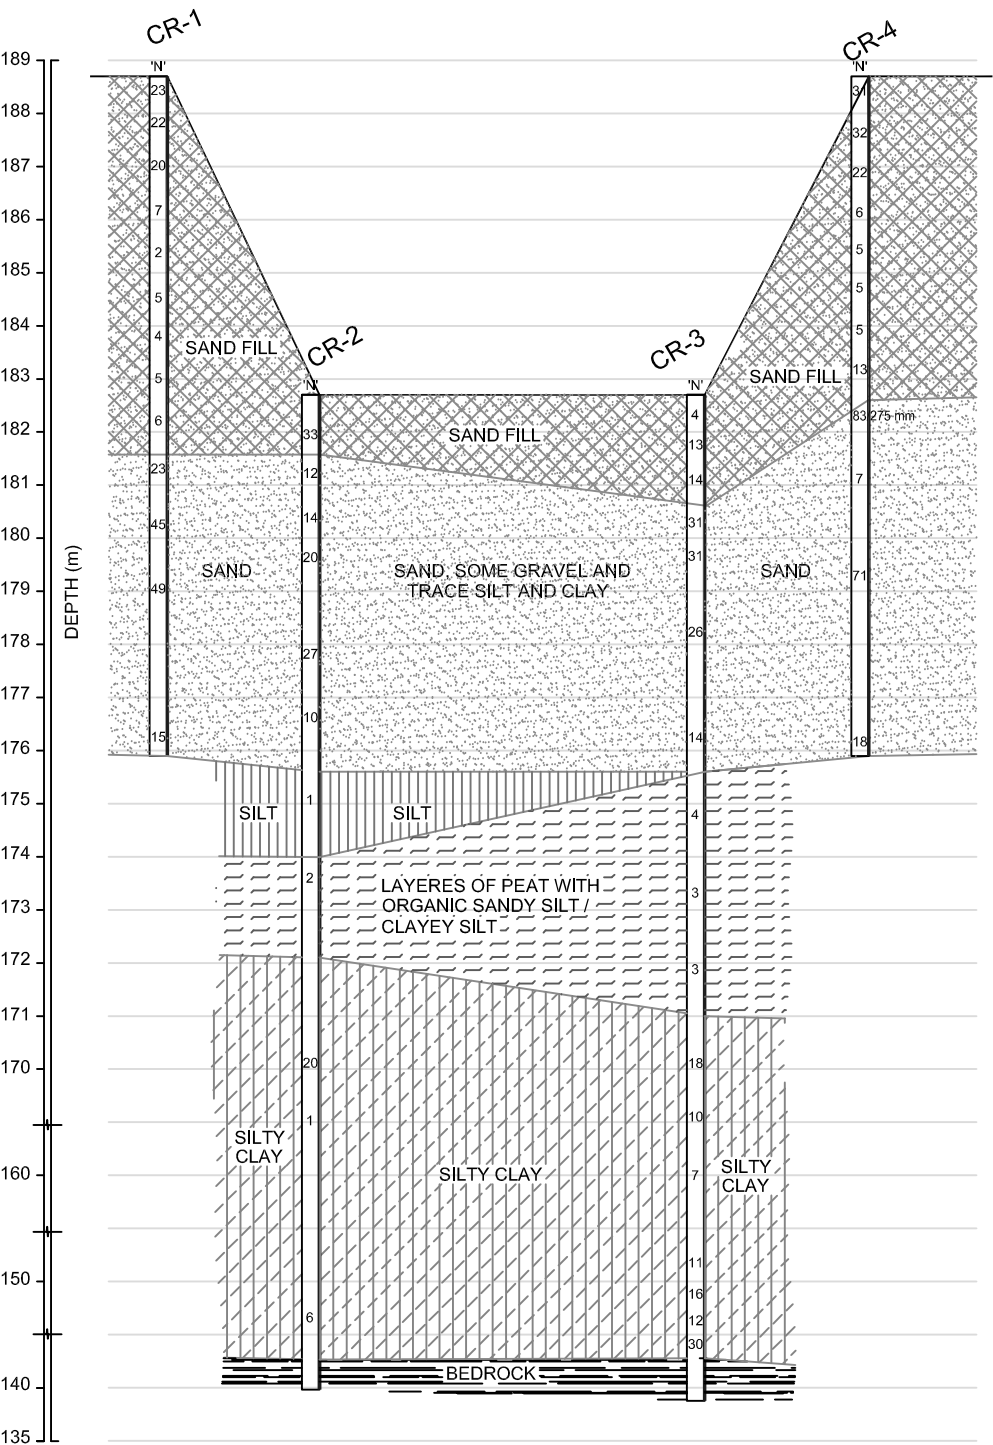 CR-1
CR-4
189
'N'
'N'
23
31
188
22
32
187
20
22
7
6
186
2
5
185
5
5
184
4
5
SAND FILL
CR-2
CR-3
183
5
13
SAND FILL
'N'
'N'
6
4
83 275 mm
182
33
SAND FILL
13
23
12
14
7
181
45
14
31
180
20
31
DEPTH (m)
49
SAND
SAND, SOME GRAVEL AND
TRACE SILT AND CLAY
SAND
71
179
178
27
26
177
10
15
14
18
176
175
1
4
SILT
SILT
174
2
3
LAYERES OF PEAT WITH
ORGANIC SANDY SILT /
CLAYEY SILT
173
172
3
171
170
20
18
1
10
SILTY
CLAY
160
SILTY CLAY
7
SILTY
CLAY
150
11
16
6
12
30
BEDROCK
140
135